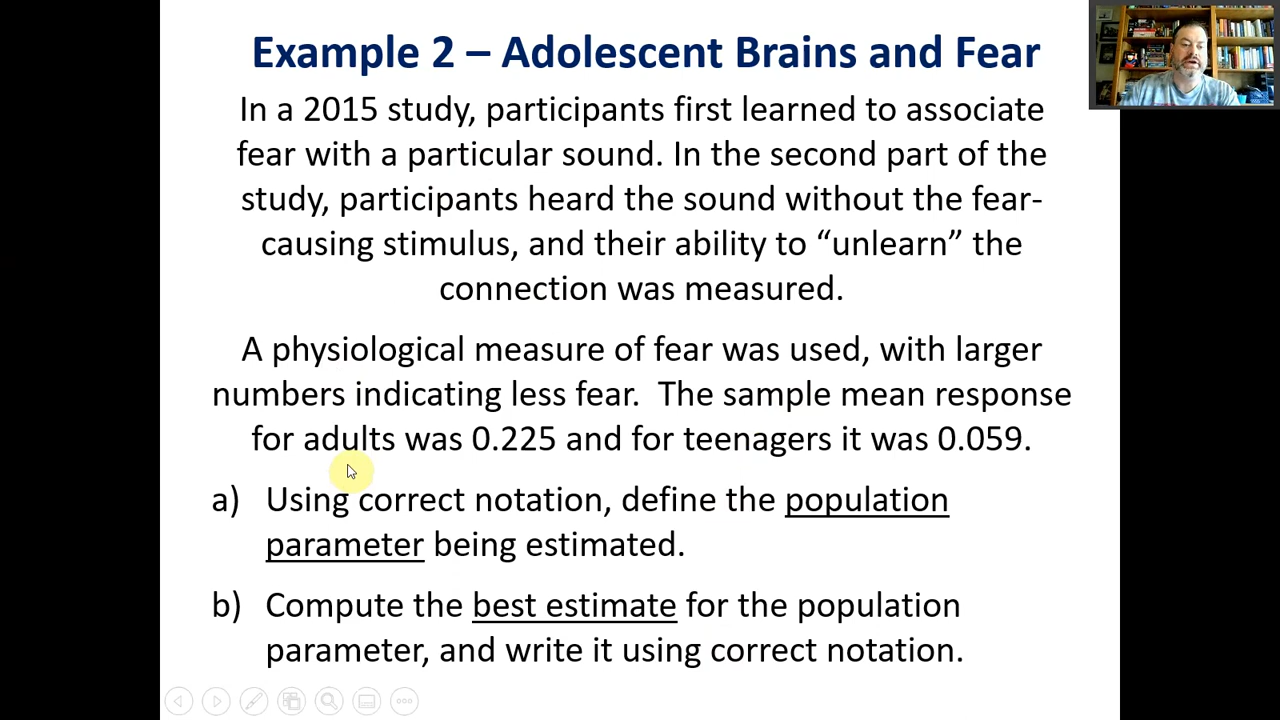 Example 2 – Adolescent Brains and Fear
In a 2015 study, participants first learned to associate
fear with a particular sound. In the second part of the
study, participants heard the sound without the fear-
causing stimulus, and their ability to “unlearn” the
connection was measured.
A physiological measure of fear was used, with larger
numbers indicating less fear.  The sample mean response
for adults was 0.225 and for teenagers it was 0.059.
a) Using correct notation, define the population
parameter being estimated.
b) Compute the best estimate for the population
parameter, and write it using correct notation.